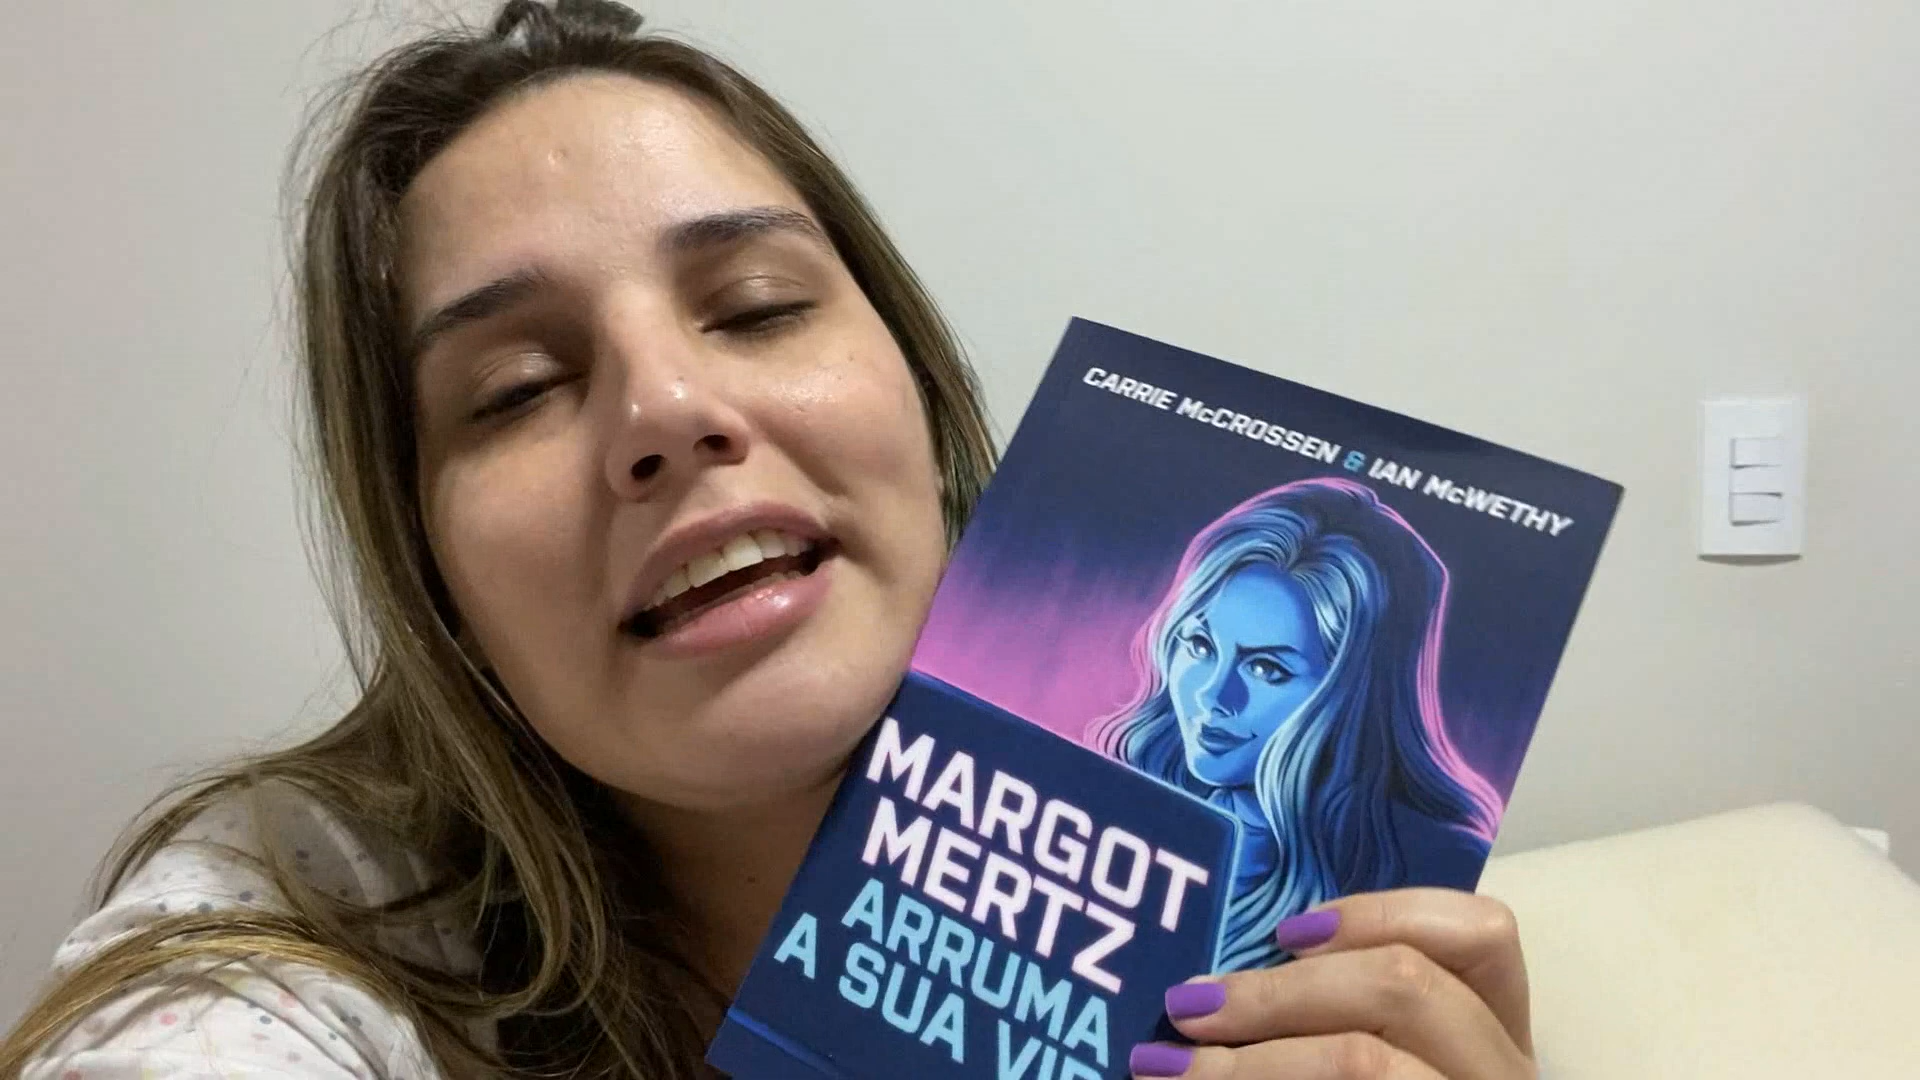 CARRIE McCROSSEN & IAN McWETHY
MARGOT
MERTZ
ARRUMA
A SUA